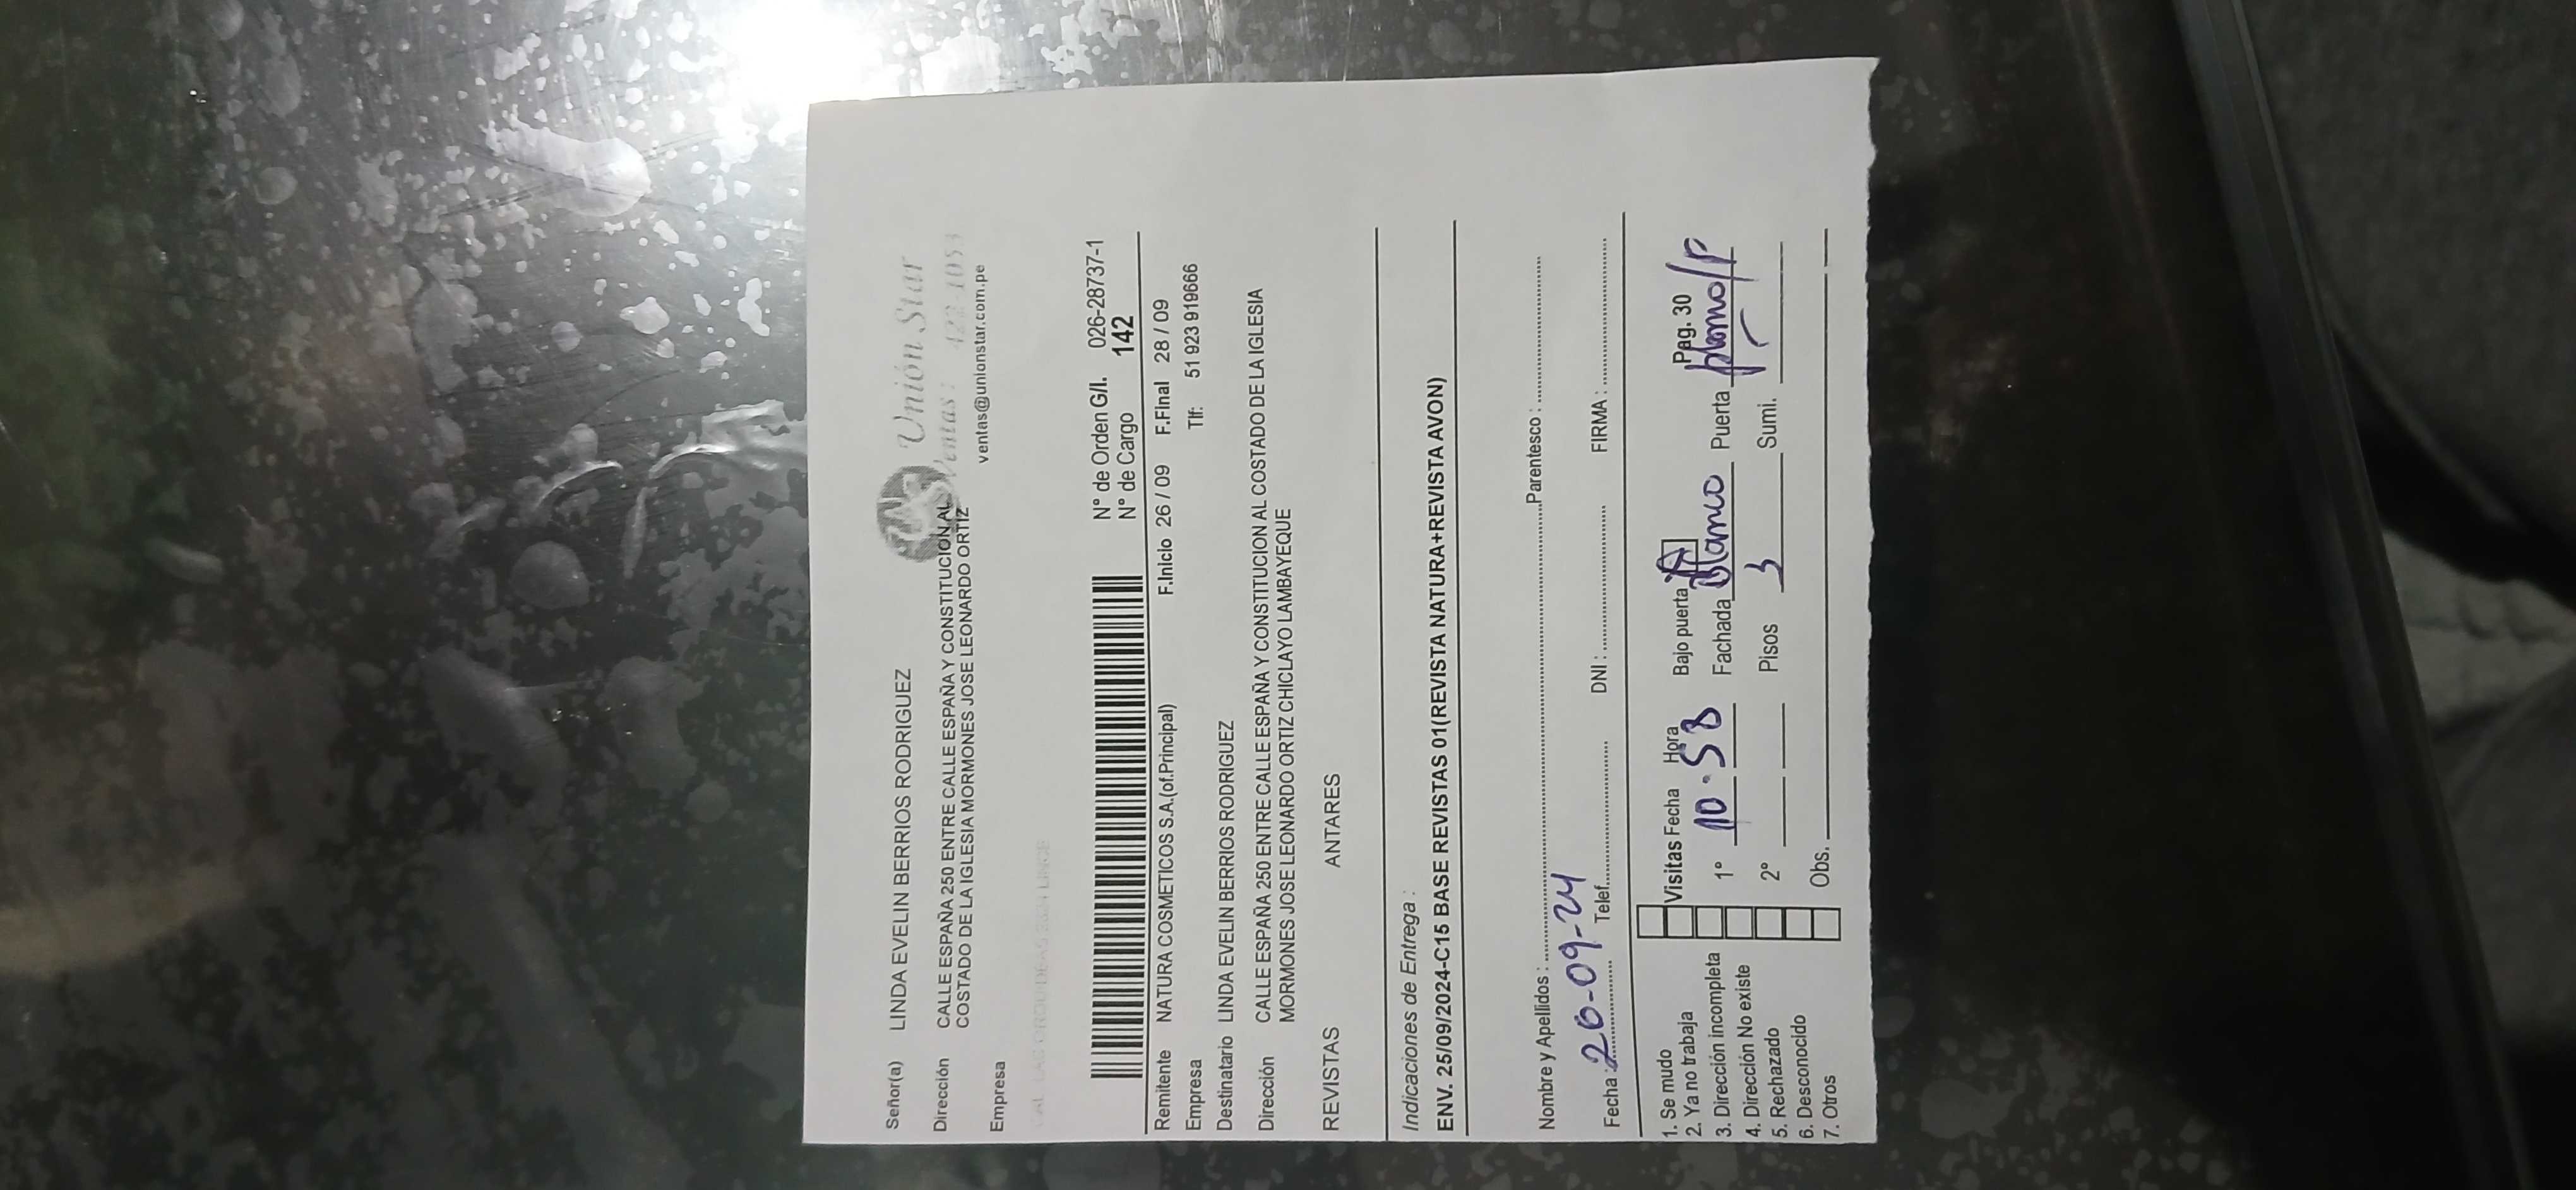 Unión Star
Ventas: 422-1053
ventas@unionstar.com.pe
Señor(a) LINDA EVELIN BERRIOS RODRIGUEZ
Dirección CALLE ESPAÑA 250 ENTRE CALLE ESPAÑA Y CONSTITUCION AL
COSTADO DE LA IGLESIA MORMONES JOSE LEONARDO ORTIZ
Empresa
N° de Orden G/I. 026-28737-1
N° de Cargo 142
Remitente NATURA COSMETICOS S.A.(of.Principal) F.Inicio 26 / 09 F.Final 28 / 09
Empresa Tlf: 51 923 919666
Destinatario LINDA EVELIN BERRIOS RODRIGUEZ
Dirección CALLE ESPAÑA 250 ENTRE CALLE ESPAÑA Y CONSTITUCION AL COSTADO DE LA IGLESIA
MORMONES JOSE LEONARDO ORTIZ CHICLAYO LAMBAYEQUE
REVISTAS ANTARES
Indicaciones de Entrega :
ENV. 25/09/2024-C15 BASE REVISTAS 01(REVISTA NATURA+REVISTA AVON)
Nombre y Apellidos : Parentesco :
Fecha : 26-09-24 Telef. DNI : FIRMA :
1. Se mudo Visitas Fecha Hora Bajo puerta Pag. 30
2. Ya no trabaja
3. Dirección incompleta 1° 10.58 Fachada Blanco Puerta plomo/
4. Dirección No existe
5. Rechazado 2° Pisos 3 Sumi.
6. Desconocido
7. Otros Obs.